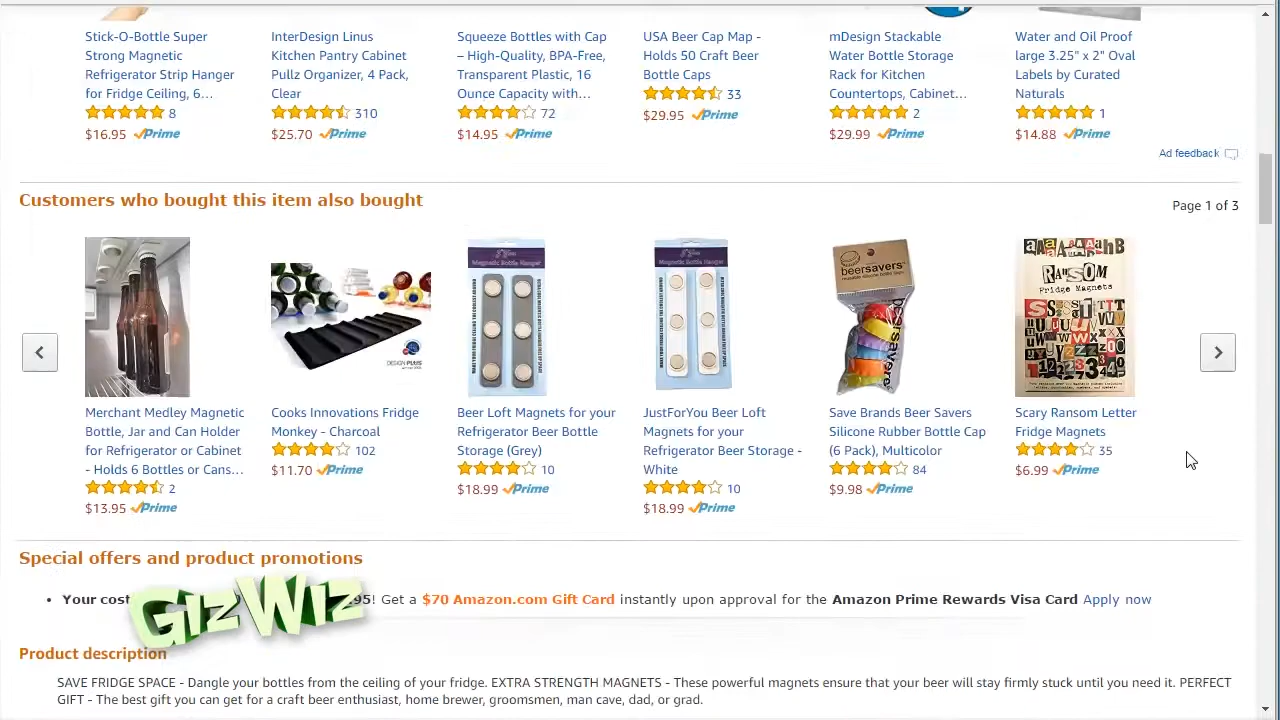 Stick-O-Bottle Super
Strong Magnetic
Refrigerator Strip Hanger
for Fridge Ceiling, 6...
8
$16.95 Prime
InterDesign Linus
Kitchen Pantry Cabinet
Pullz Organizer, 4 Pack,
Clear
310
$25.70 Prime
Squeeze Bottles with Cap
– High-Quality, BPA-Free,
Transparent Plastic, 16
Ounce Capacity with...
72
$14.95 Prime
USA Beer Cap Map -
Holds 50 Craft Beer
Bottle Caps
33
$29.95 Prime
mDesign Stackable
Water Bottle Storage
Rack for Kitchen
Countertops, Cabinet...
2
$29.99 Prime
Water and Oil Proof
large 3.25" x 2" Oval
Labels by Curated
Naturals
1
$14.88 Prime
Ad feedback
Customers who bought this item also bought
Page 1 of 3
Merchant Medley Magnetic
Bottle, Jar and Can Holder
for Refrigerator or Cabinet
- Holds 6 Bottles or Cans...
2
$13.95 Prime
DESIGN PLUS
Cooks Innovations Fridge
Monkey - Charcoal
102
$11.70 Prime
Magnetic Bottle Hanger
Beer Loft Magnets for your
Refrigerator Beer Bottle
Storage (Grey)
10
$18.99 Prime
Magnetic Bottle Hanger
JustForYou Beer Loft
Magnets for your
Refrigerator Beer Storage -
White
10
$18.99 Prime
beersavers
Save Brands Beer Savers
Silicone Rubber Bottle Cap
(6 Pack), Multicolor
84
$9.98 Prime
RANSOM
Fridge Magnets
Scary Ransom Letter
Fridge Magnets
35
$6.99 Prime
Special offers and product promotions
Your cost 95! Get a $70 Amazon.com Gift Card instantly upon approval for the Amazon Prime Rewards Visa Card Apply now
GIZWIZ
Product description
SAVE FRIDGE SPACE - Dangle your bottles from the ceiling of your fridge. EXTRA STRENGTH MAGNETS - These powerful magnets ensure that your beer will stay firmly stuck until you need it. PERFECT
GIFT - The best gift you can get for a craft beer enthusiast, home brewer, groomsmen, man cave, dad, or grad.